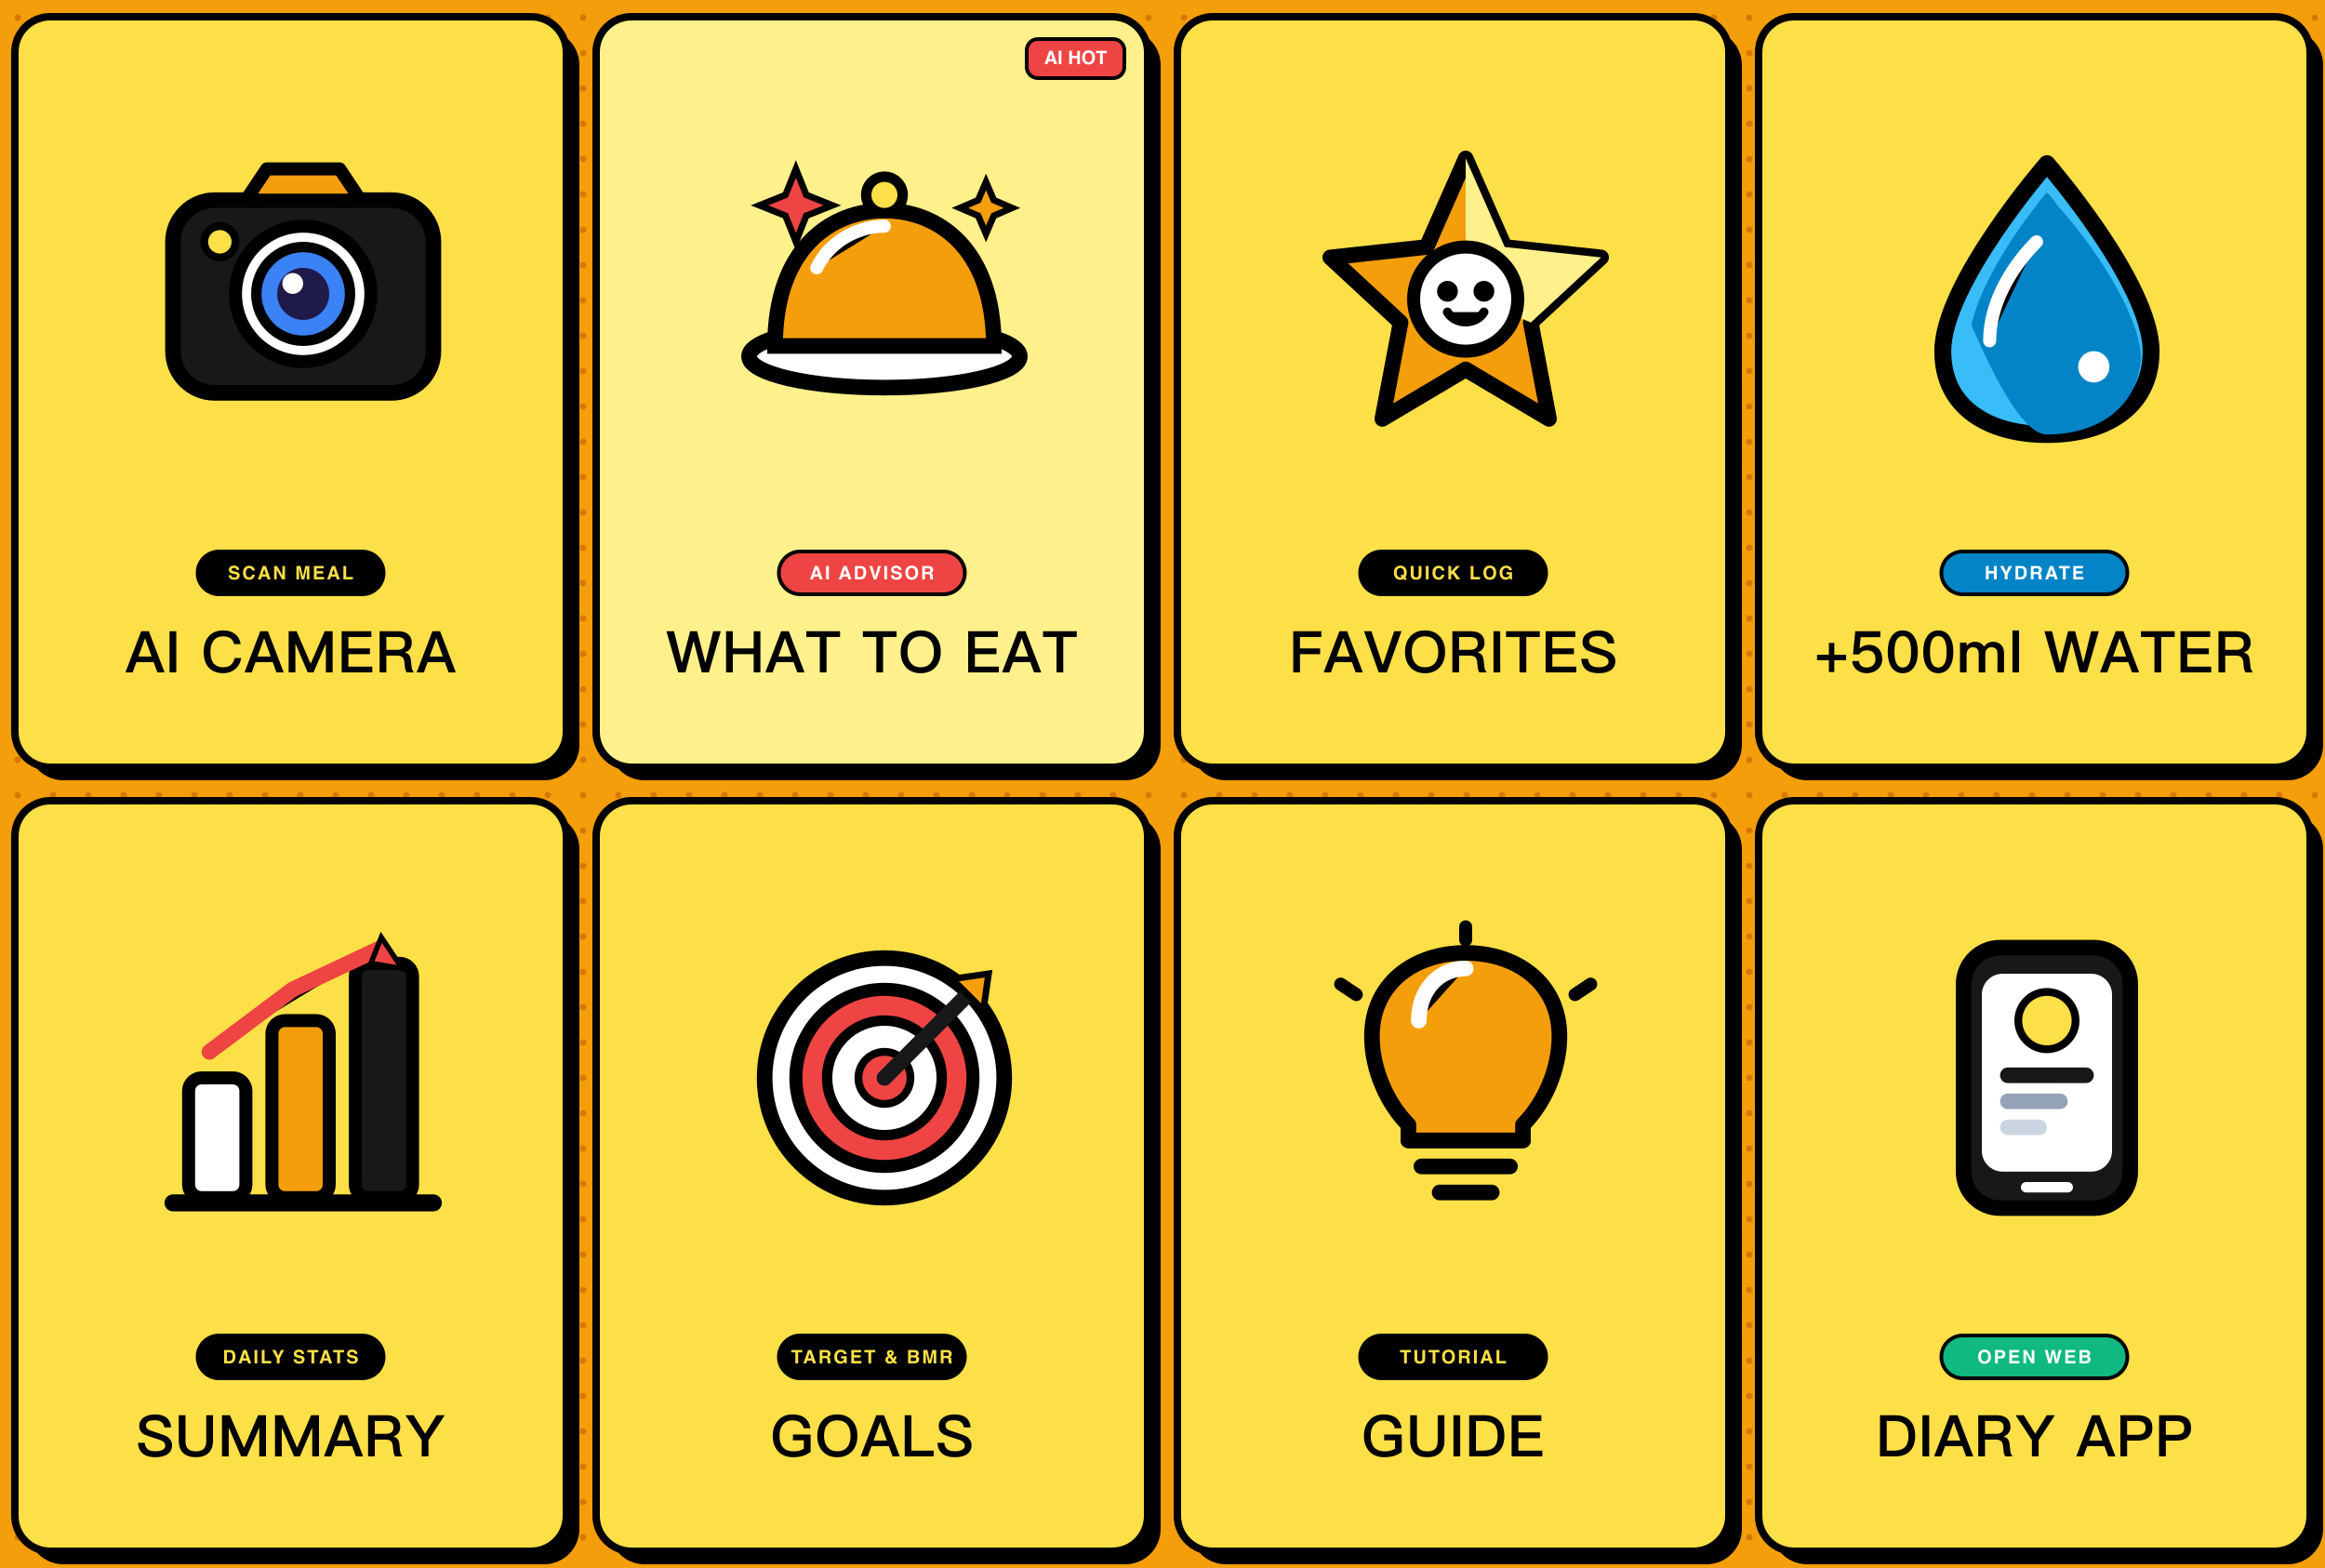 AI HOT
SCAN MEAL
AI CAMERA
AI ADVISOR
WHAT TO EAT
QUICK LOG
FAVORITES
HYDRATE
+500ml WATER
DAILY STATS
SUMMARY
TARGET & BMR
GOALS
TUTORIAL
GUIDE
OPEN WEB
DIARY APP